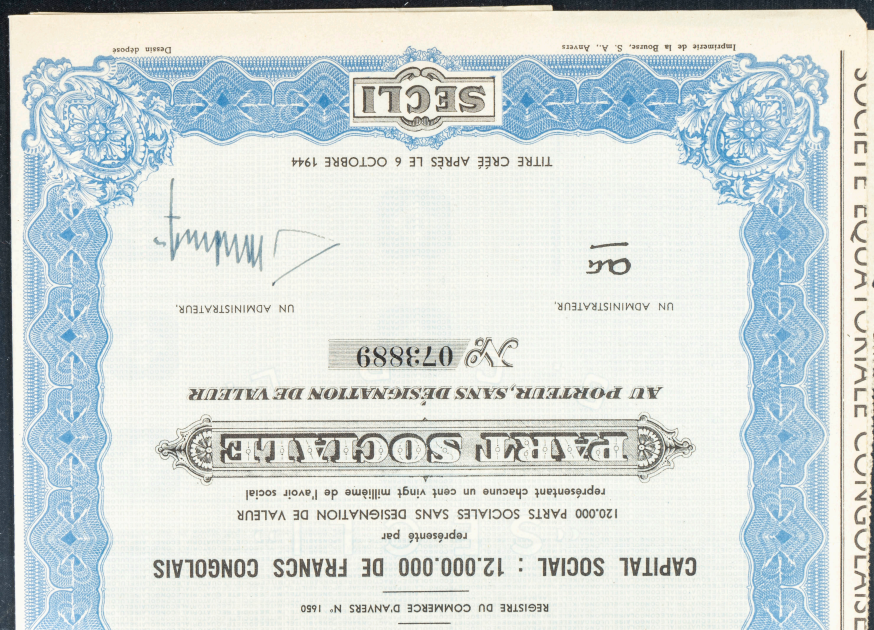 REGISTRE DU COMMERCE D'ANVERS N° 1650
CAPITAL SOCIAL : 12.000.000 DE FRANCS CONGOLAIS
représenté par
120.000 PARTS SOCIALES SANS DESIGNATION DE VALEUR
représentant chacune un cent vingt millième de l'avoir social
PART SOCIALE
AU PORTEUR, SANS DÉSIGNATION DE VALEUR
No 073889
UN ADMINISTRATEUR, UN ADMINISTRATEUR,
TITRE CRÉÉ APRÈS LE 6 OCTOBRE 1944
SECLI
Imprimerie de la Bourse, S. A., Anvers Dessin déposé
SOCIÉTÉ EQUATORIALE CONGOLAISE